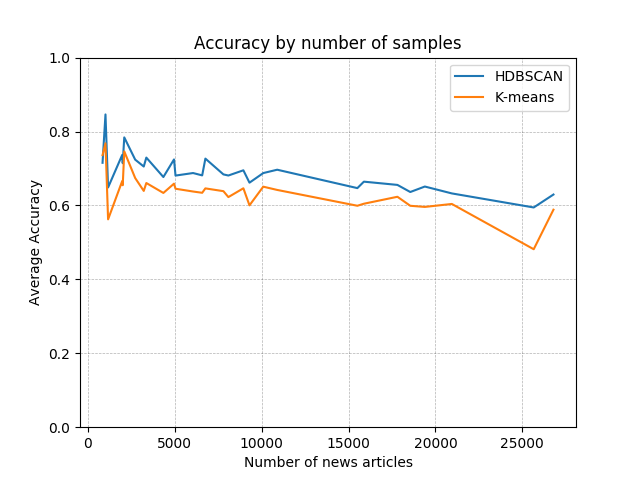 Accuracy by number of samples
1.0
0.8
0.6
0.4
0.2
0.0
Average Accuracy
HDBSCAN
K-means
0 5000 10000 15000 20000 25000
Number of news articles